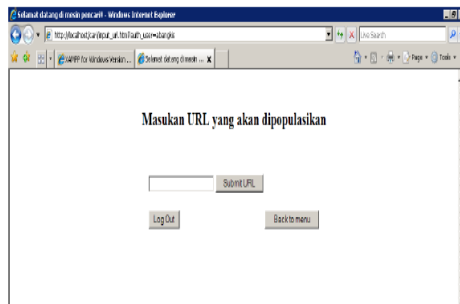 Selamat datang di mesin pencari! - Windows Internet Explorer
Live Search
XAMPP for Windows Version ...
Selamat datang di mesin ...
Page
Tools
Masukan URL yang akan dipopulasikan
Submit URL
Log Out
Back to menu